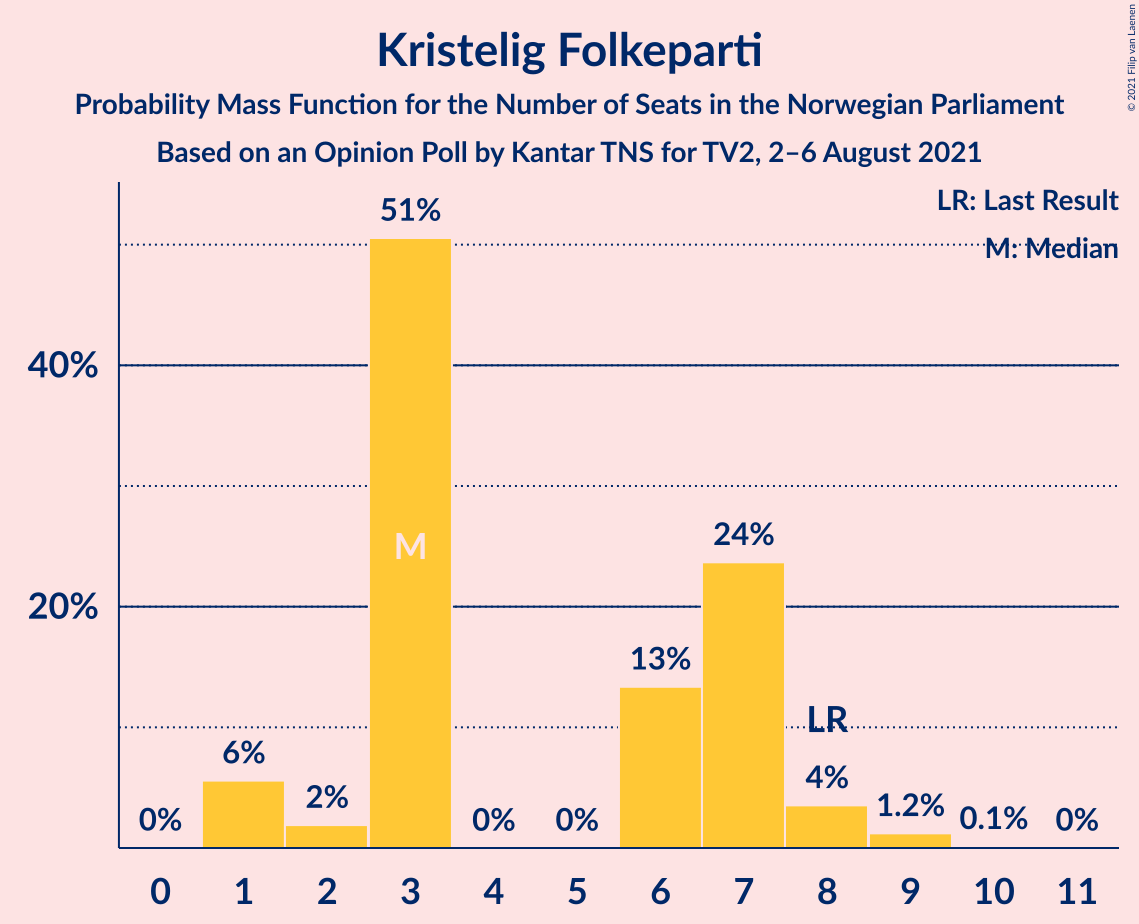 Kristelig Folkeparti
Probability Mass Function for the Number of Seats in the Norwegian Parliament
Based on an Opinion Poll by Kantar TNS for TV2, 2–6 August 2021
© 2021 Filip van Laenen
LR: Last Result
M: Median
51%
40%
M
24%
20%
13%
LR
6%
4%
2%
1.2%
0%
0%
0%
0.1%
0%
0 1 2 3 4 5 6 7 8 9 10 11